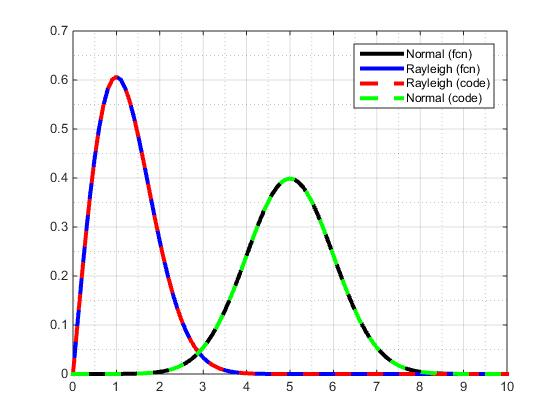 0.7
0.6
0.5
0.4
0.3
0.2
0.1
0
0 1 2 3 4 5 6 7 8 9 10
Normal (fcn)
Rayleigh (fcn)
Rayleigh (code)
Normal (code)